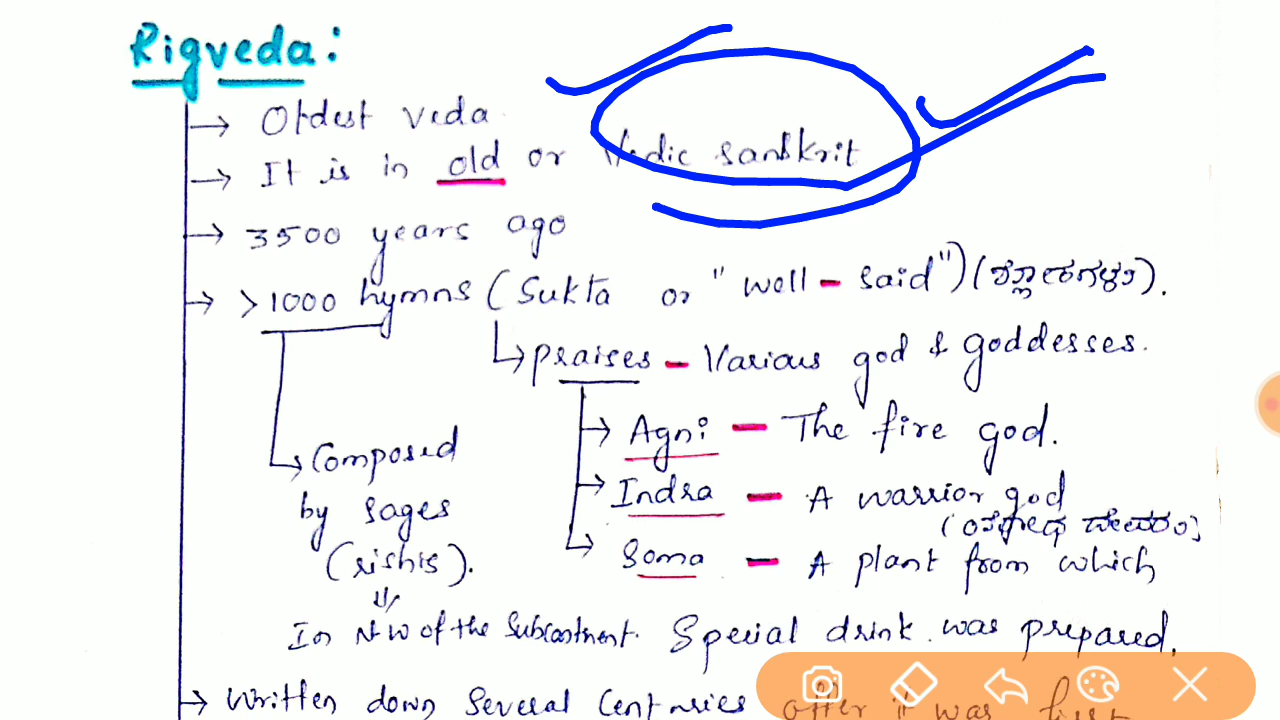 Rigveda:
→ Oldest veda
→ It is in old or Vedic sanskrit
→ 3500 years ago
→ >1000 hymns (Sukta or "well - said") (ಶ್ಲೋಕಗಳು).
praises - Various god & goddesses.
Agni - The fire god.
Composed by sages (rishis).
Indra - A warrior god
Soma - A plant from which
Special drink was prepared.
In N-W of the Subcontinent.
→ Written down several Centuries after it was first